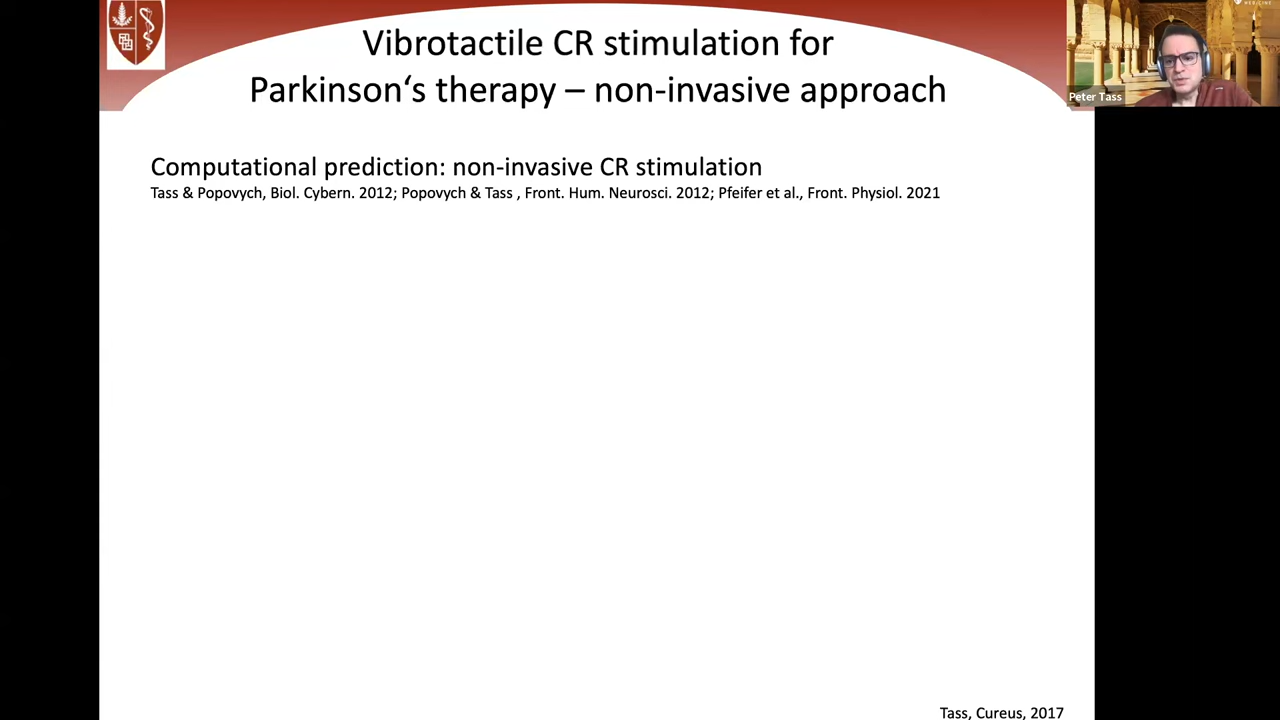 Vibrotactile CR stimulation for
Parkinson‘s therapy – non-invasive approach
Peter Tass
Computational prediction: non-invasive CR stimulation
Tass & Popovych, Biol. Cybern. 2012; Popovych & Tass , Front. Hum. Neurosci. 2012; Pfeifer et al., Front. Physiol. 2021
Tass, Cureus, 2017